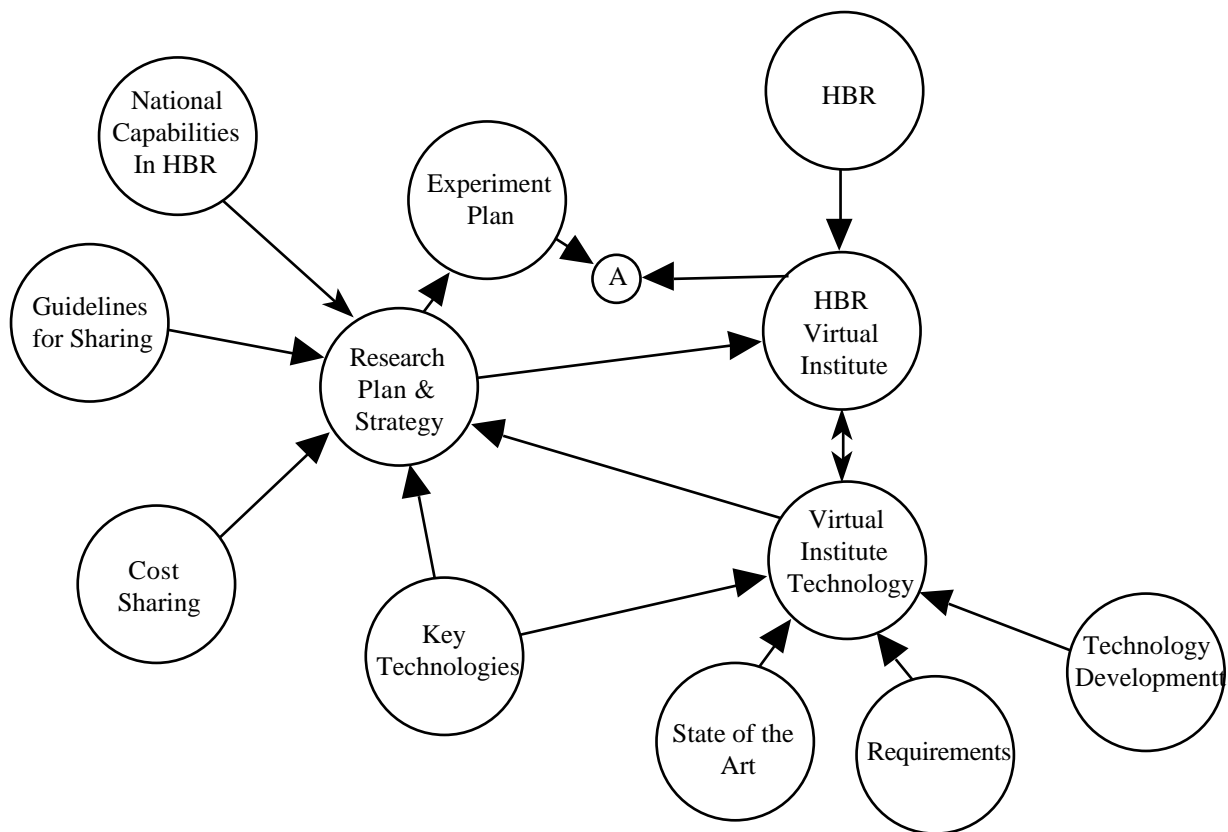 National
Capabilities
In HBR
HBR
Experiment
Plan
A
Guidelines
for Sharing
HBR
Virtual
Institute
Research
Plan &
Strategy
Virtual
Institute
Technology
Cost
Sharing
Key
Technologies
Technology
Developmentt
State of the
Art
Requirements